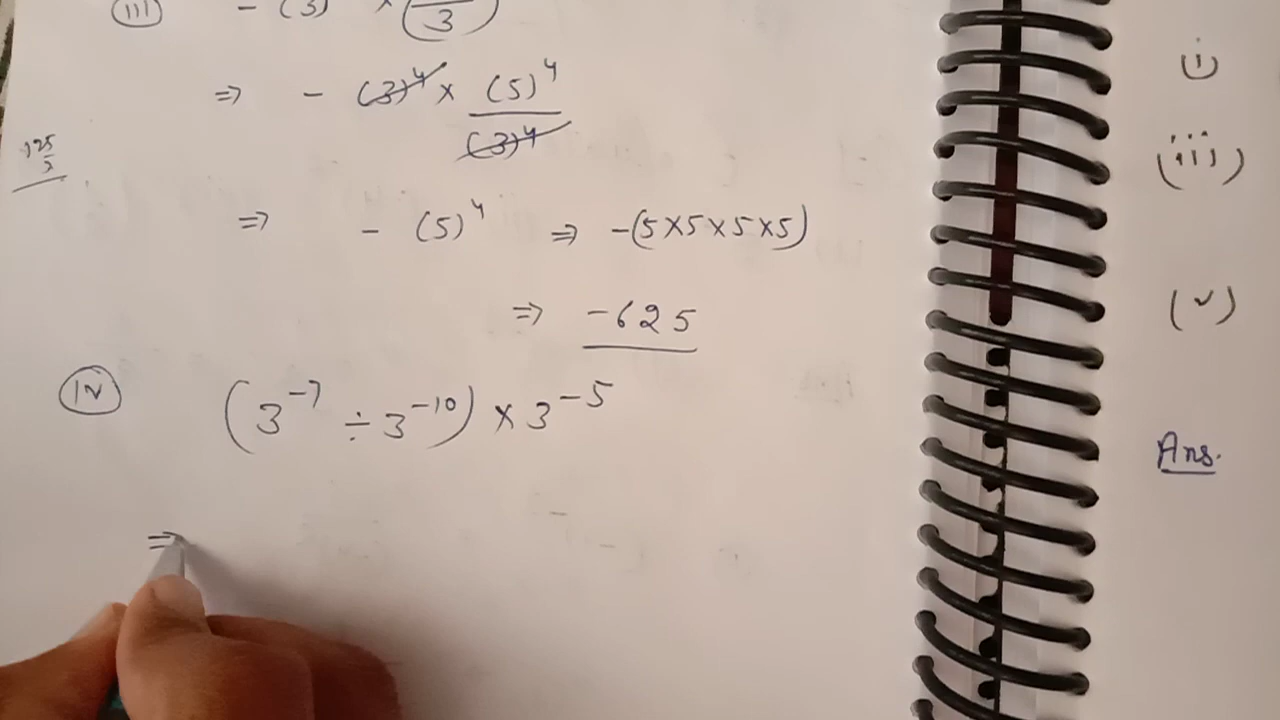 (iii) - (3) × ( / 3 )
⇒ - (3)⁴ × (5)⁴ / (3)⁴
125
⇒ - (5)⁴ ⇒ -(5×5×5×5)
⇒ -625
(iv) (3⁻⁷ ÷ 3⁻¹⁰) × 3⁻⁵
⇒
(i)
(iii)
(v)
Ans.